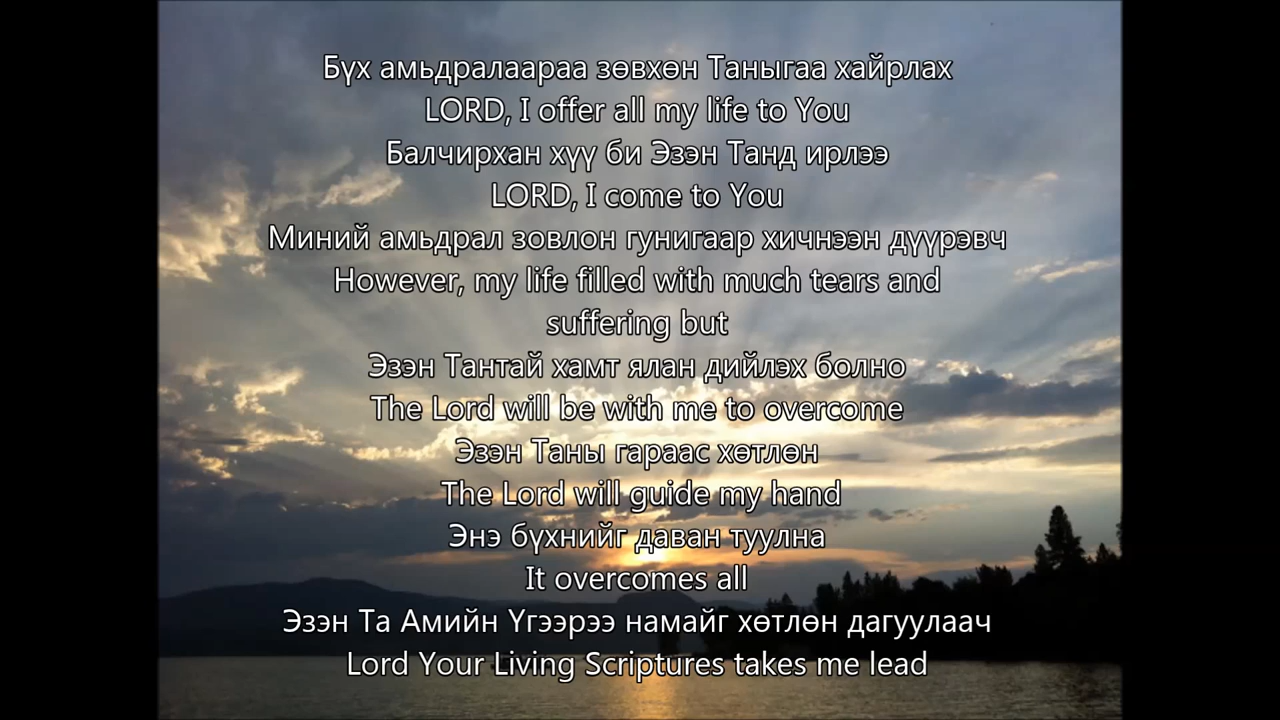 Бүх амьдралаараа зөвхөн Таныгаа хайрлах
LORD, I offer all my life to You
Балчирхан хүү би Эзэн Танд ирлээ
LORD, I come to You
Миний амьдрал зовлон гунигаар хичнээн дүүрэвч
However, my life filled with much tears and
suffering but
Эзэн Тантай хамт ялан дийлэх болно
The Lord will be with me to overcome
Эзэн Таны гараас хөтлөн
The Lord will guide my hand
Энэ бүхнийг даван туулна
It overcomes all
Эзэн Та Амийн Үгээрээ намайг хөтлөн дагуулаач
Lord Your Living Scriptures takes me lead